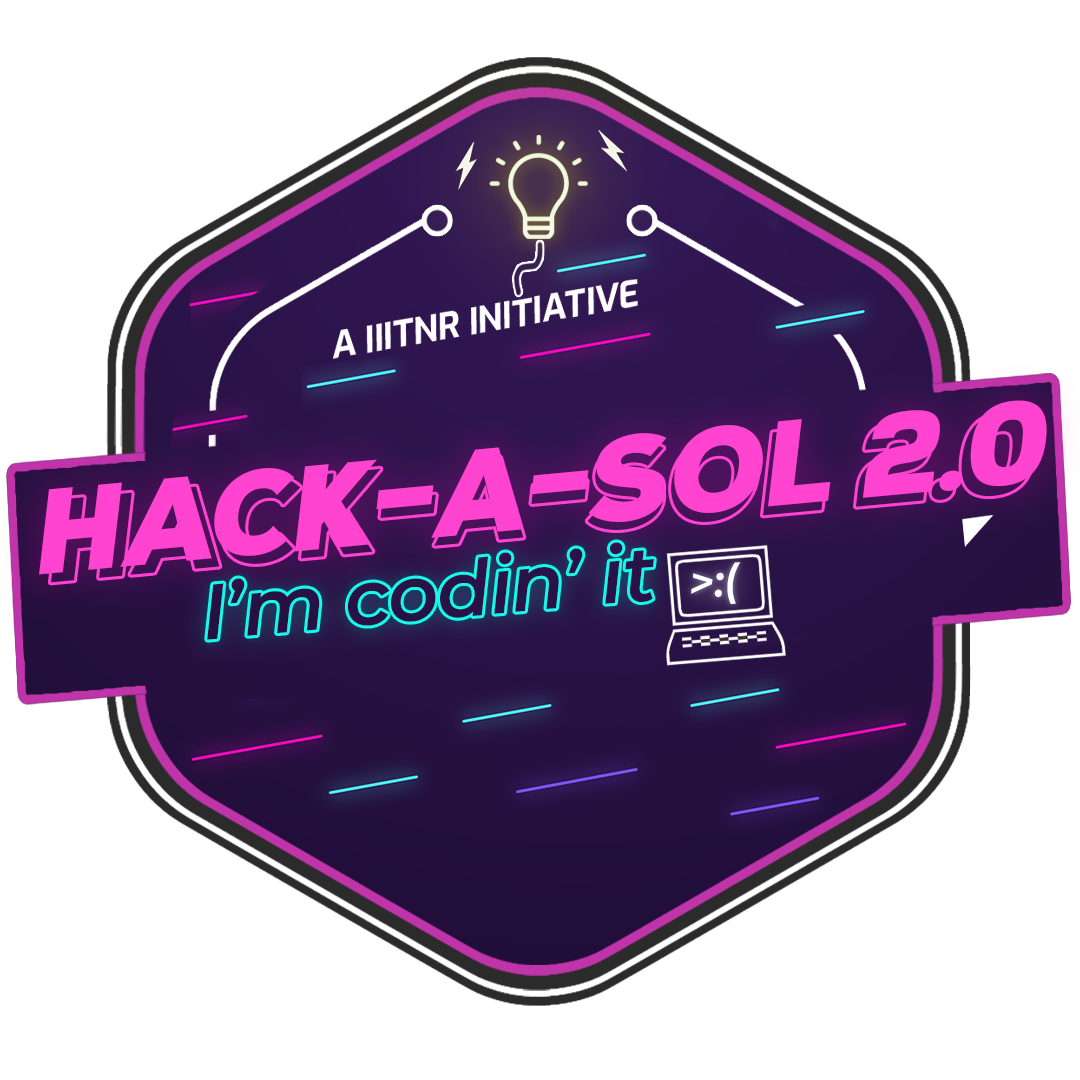 A IIITNR INITIATIVE
HACK-A-SOL 2.0
I'm codin' it
>:(